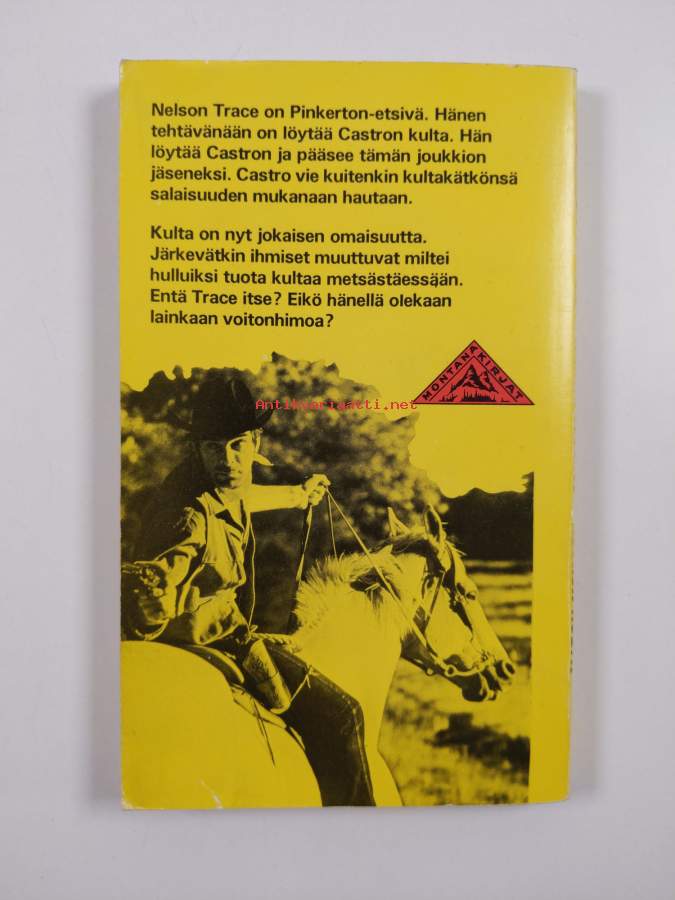 Nelson Trace on Pinkerton-etsivä. Hänen
tehtävänään on löytää Castron kulta. Hän
löytää Castron ja pääsee tämän joukkion
jäseneksi. Castro vie kuitenkin kultakätkönsä
salaisuuden mukanaan hautaan.
Kulta on nyt jokaisen omaisuutta.
Järkevätkin ihmiset muuttuvat miltei
hulluiksi tuota kultaa metsästäessään.
Entä Trace itse? Eikö hänellä olekaan
lainkaan voitonhimoa?
MONTANAKIRJAT
Antikvariaatti.net